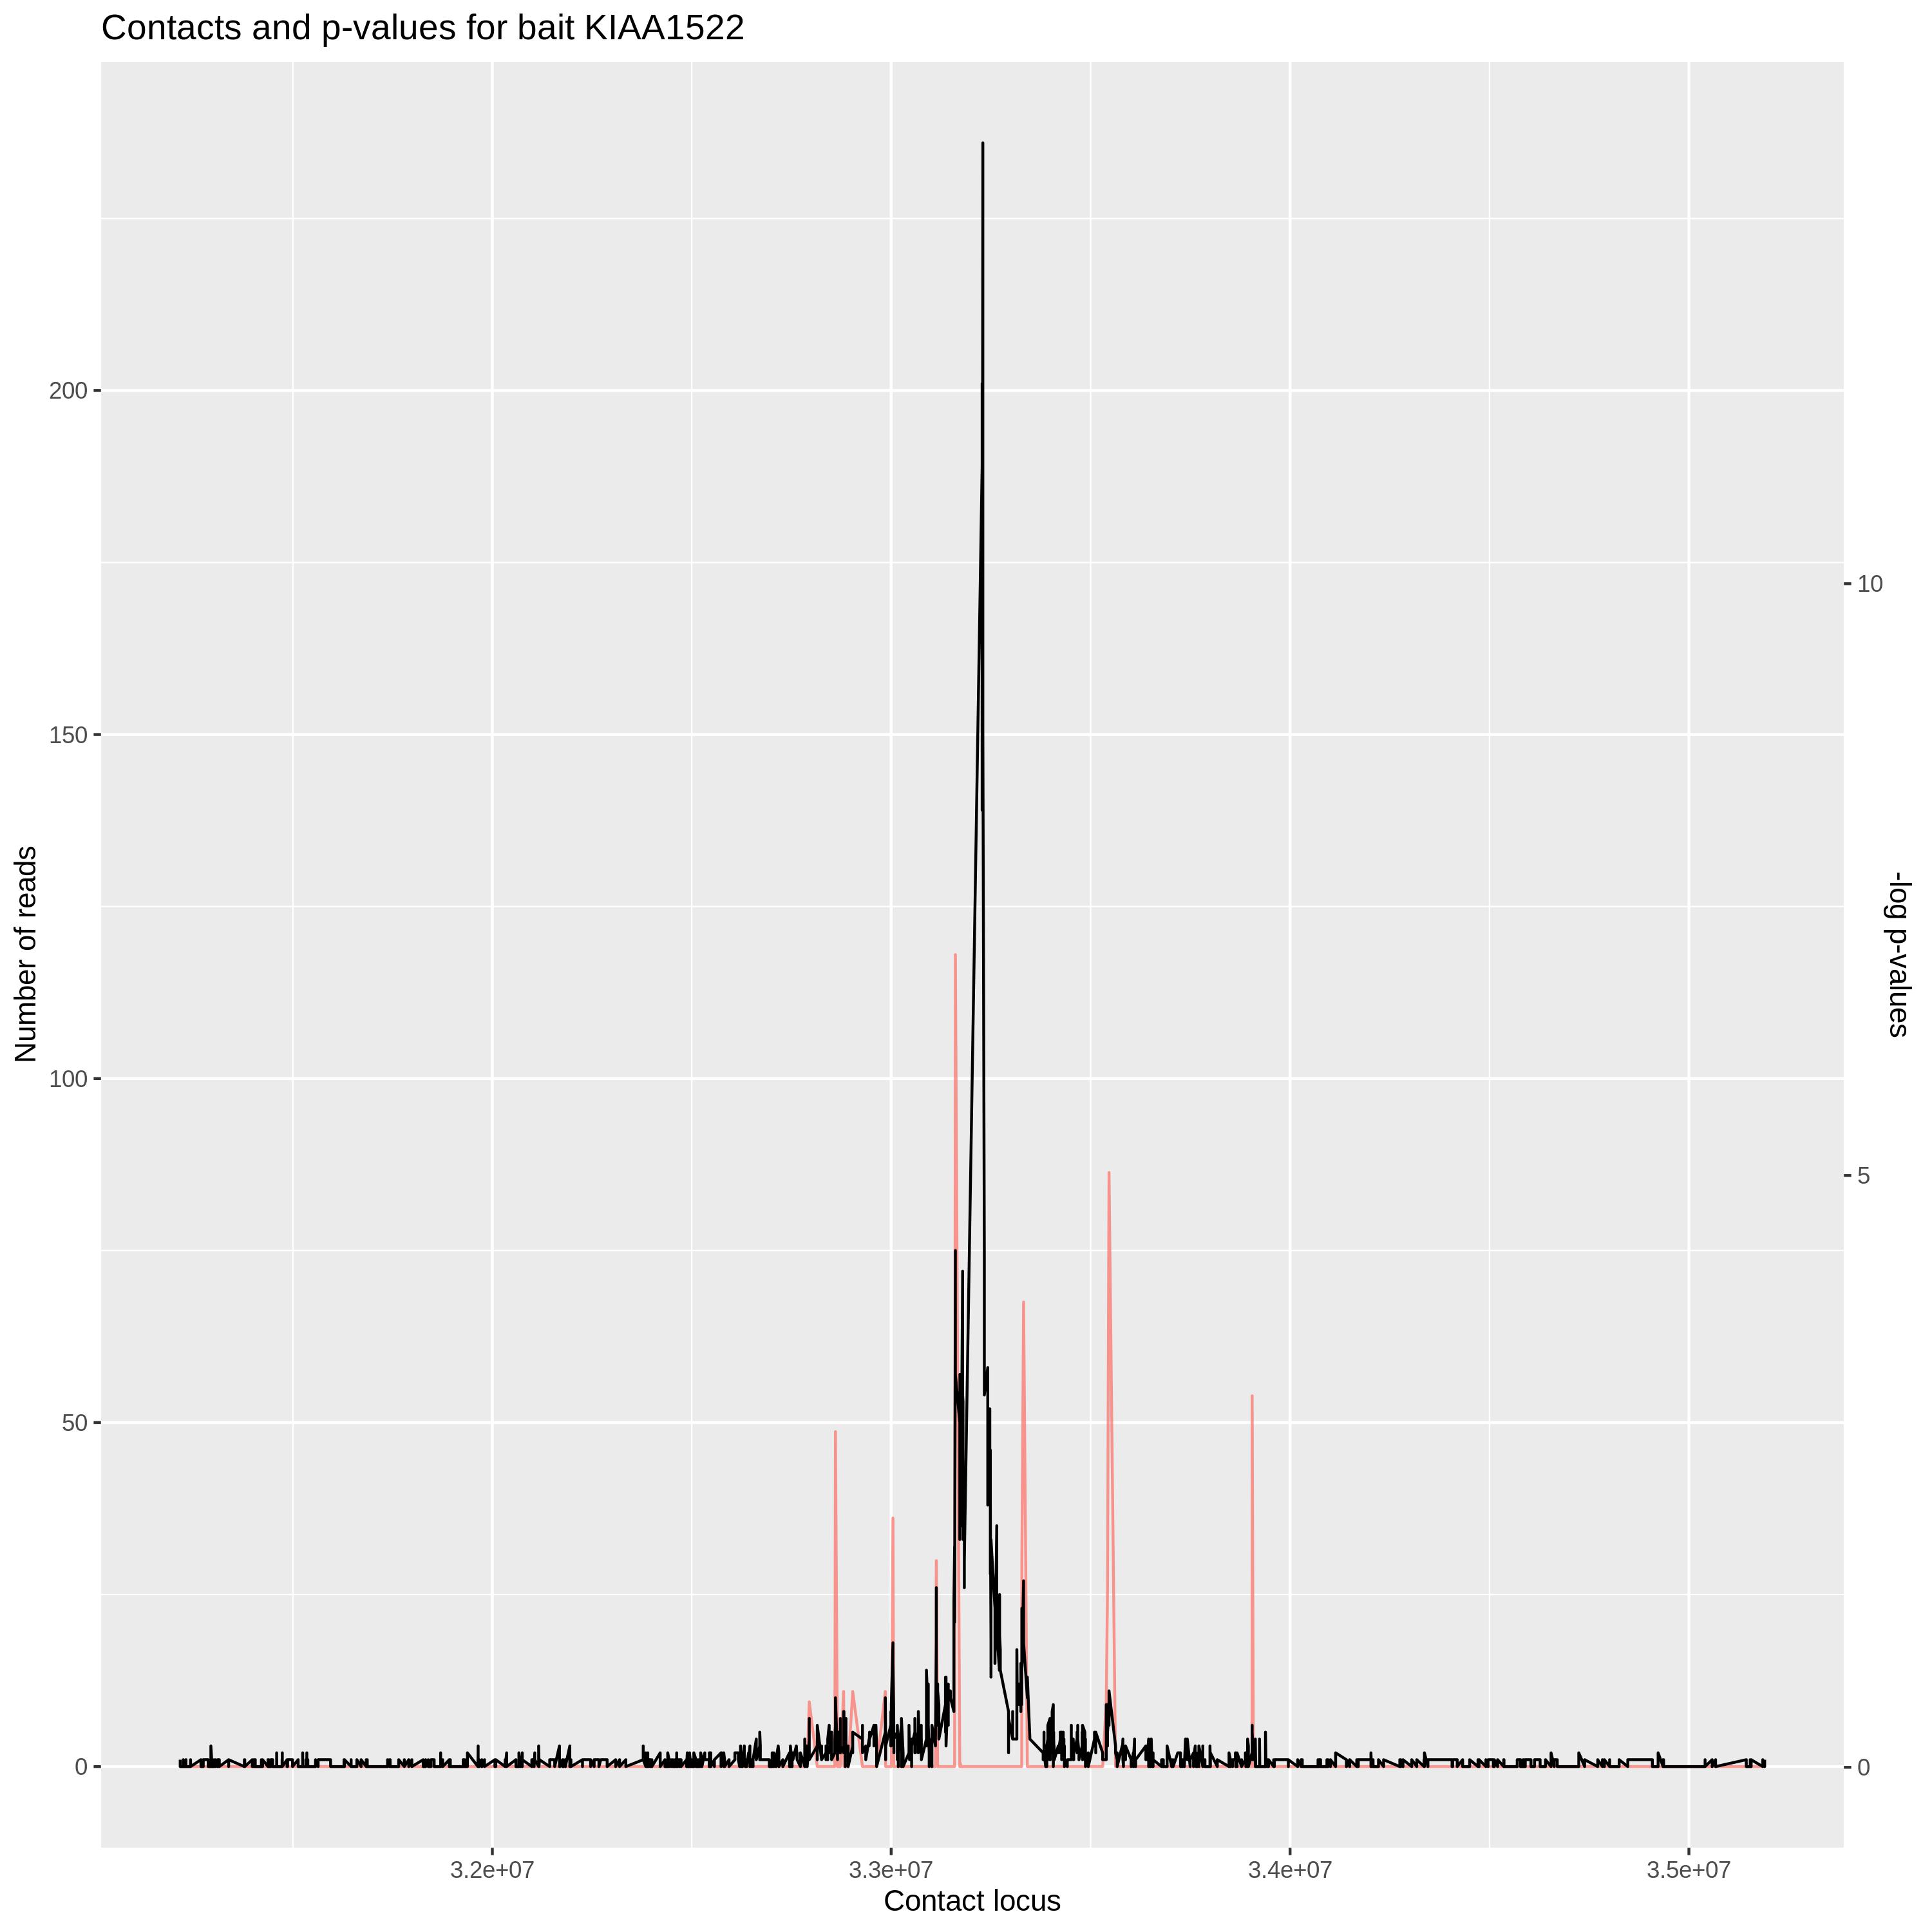 Contacts and p-values for bait KIAA1522
200
150
100
50
0
Number of reads
10
5
0
-log p-values
3.2e+07
3.3e+07
3.4e+07
3.5e+07
Contact locus